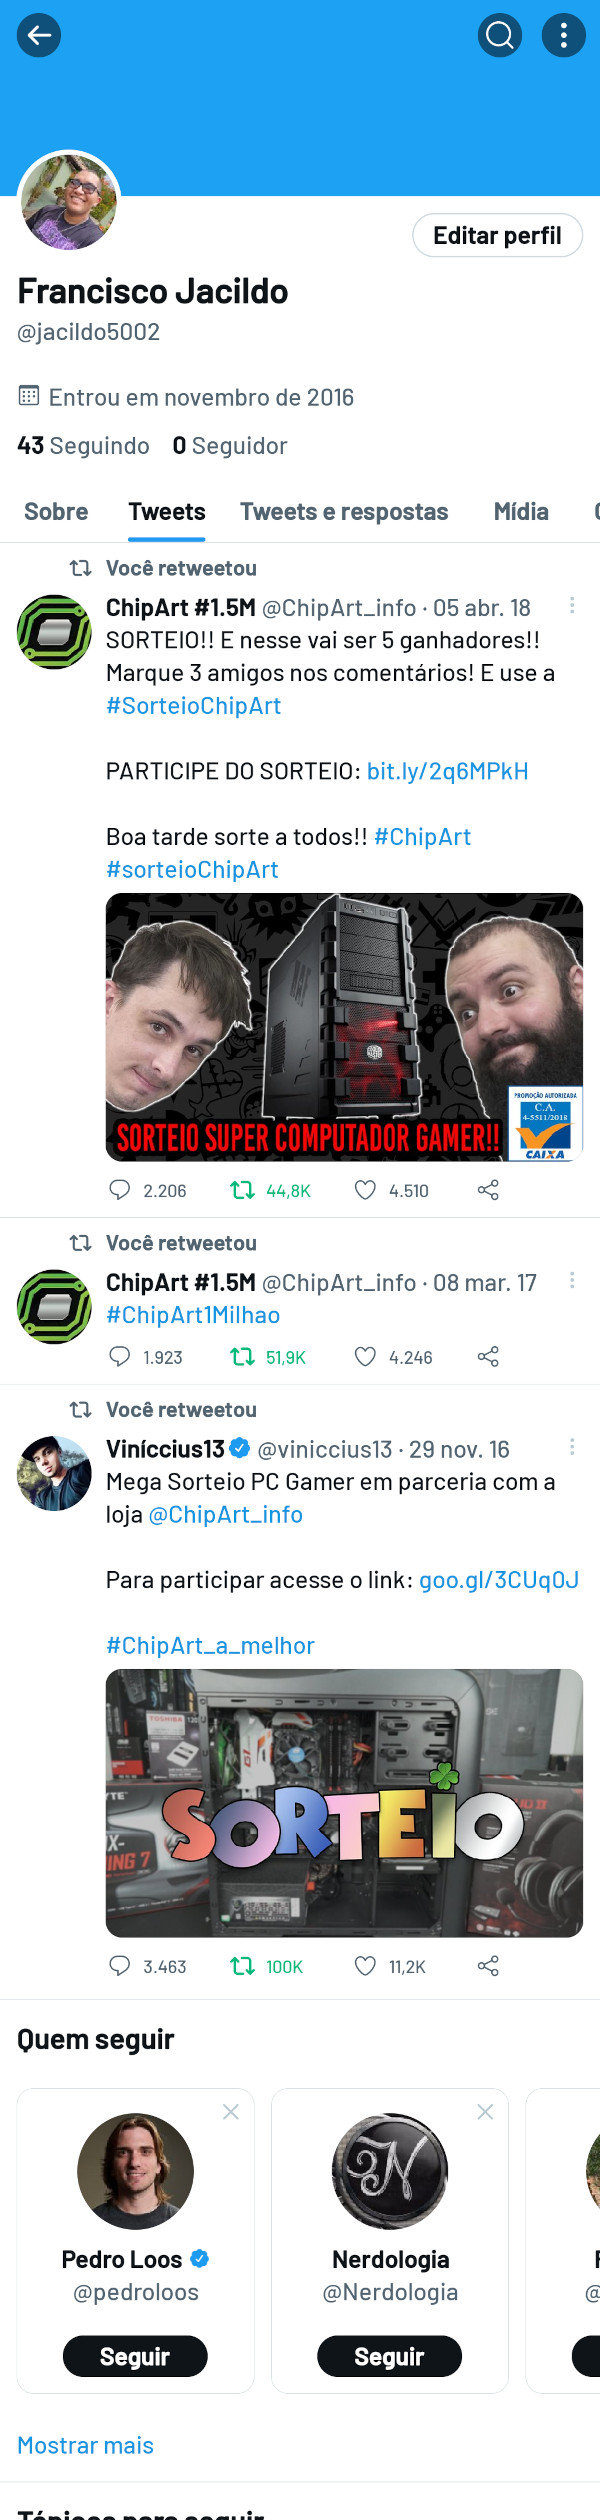 Editar perfil
Francisco Jacildo
@jacildo5002
Entrou em novembro de 2016
43 Seguindo 0 Seguidor
Sobre Tweets Tweets e respostas Mídia
Você retweetou
ChipArt #1.5M @ChipArt_info · 05 abr. 18
SORTEIO!! E nesse vai ser 5 ganhadores!!
Marque 3 amigos nos comentários! E use a
#SorteioChipArt
PARTICIPE DO SORTEIO: bit.ly/2q6MPkH
Boa tarde sorte a todos!! #ChipArt
#sorteioChipArt
PROMOÇÃO AUTORIZADA
C.A.
4-5511/2018
CAIXA
SORTEIO SUPER COMPUTADOR GAMER!!
2.206 44,8K 4.510
Você retweetou
ChipArt #1.5M @ChipArt_info · 08 mar. 17
#ChipArt1Milhao
1.923 51,9K 4.246
Você retweetou
Viníccius13 @viniccius13 · 29 nov. 16
Mega Sorteio PC Gamer em parceria com a
loja @ChipArt_info
Para participar acesse o link: goo.gl/3CUq0J
#ChipArt_a_melhor
TOSHIBA
SORTEIO
3.463 100K 11,2K
Quem seguir
Pedro Loos
@pedroloos
Seguir
Nerdologia
@Nerdologia
Seguir
Mostrar mais
Tópicos para seguir